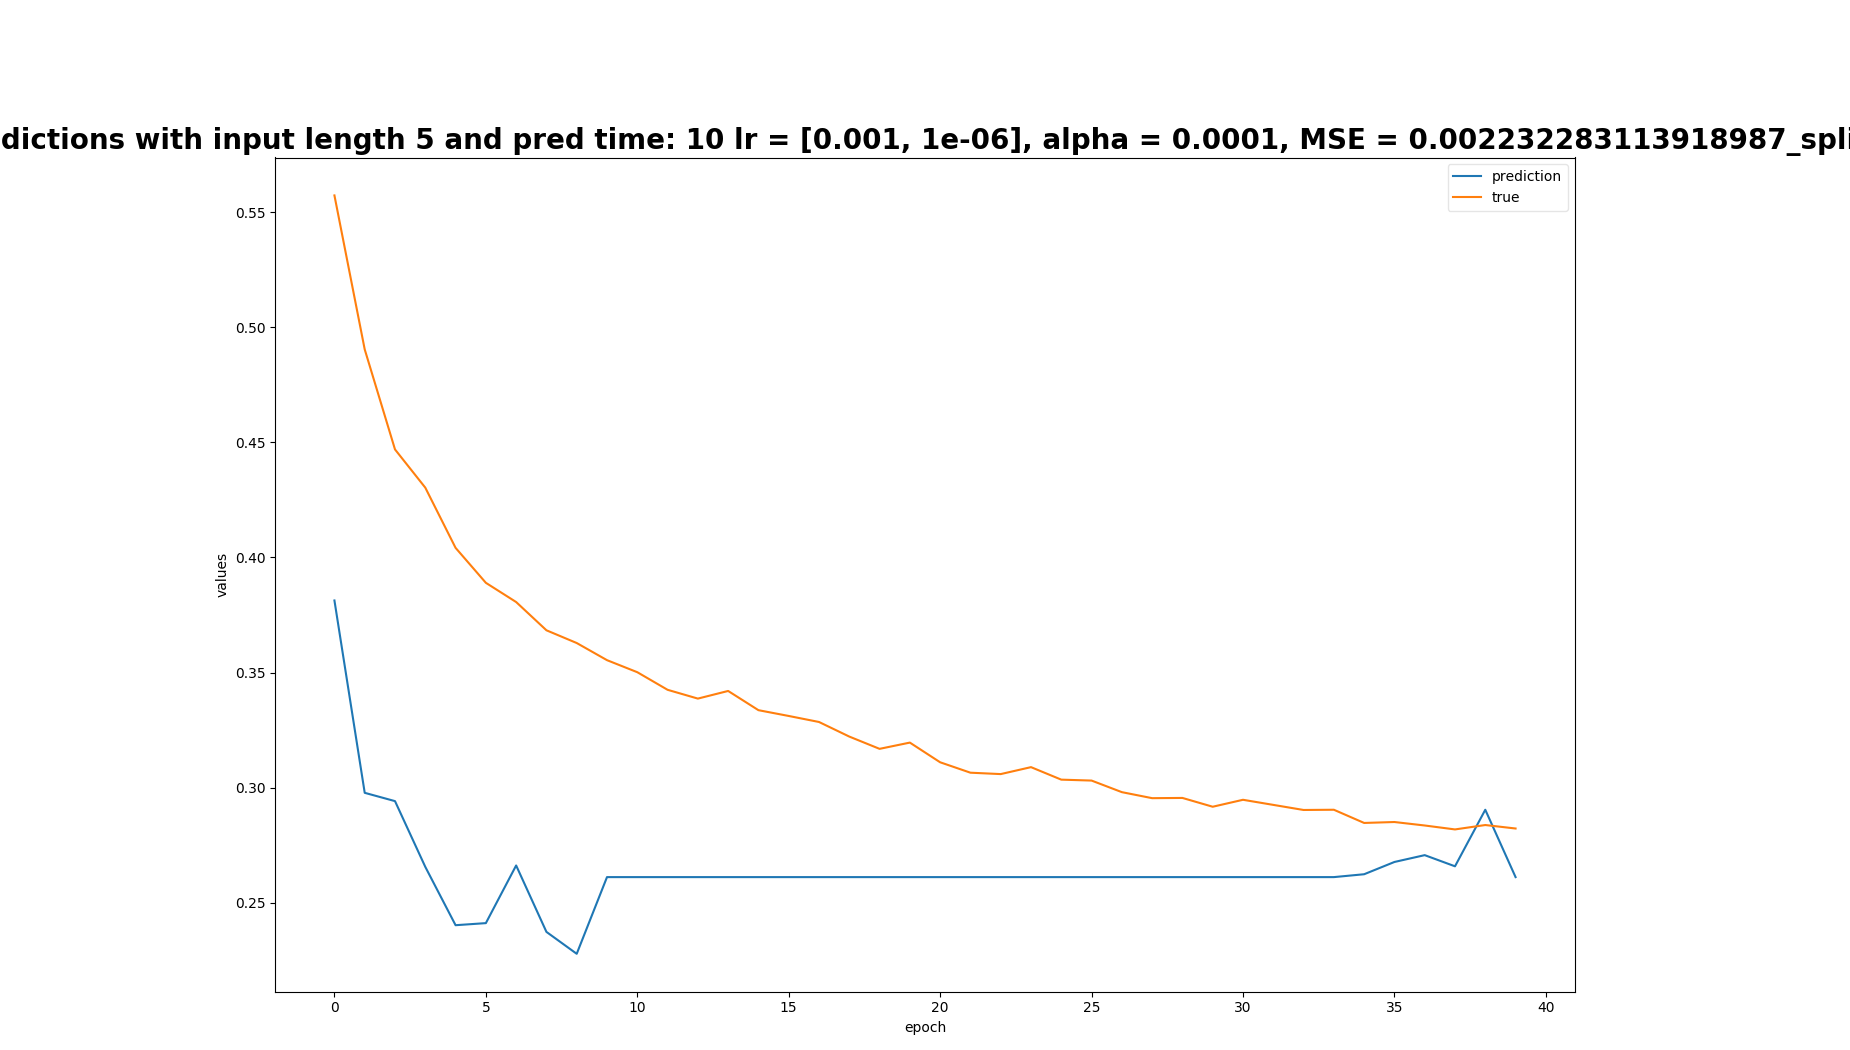 dictions with input length 5 and pred time: 10 lr = [0.001, 1e-06], alpha = 0.0001, MSE = 0.002232283113918987_spli
prediction
true
0.55
0.50
0.45
0.40
0.35
0.30
0.25
values
0 5 10 15 20 25 30 35 40
epoch